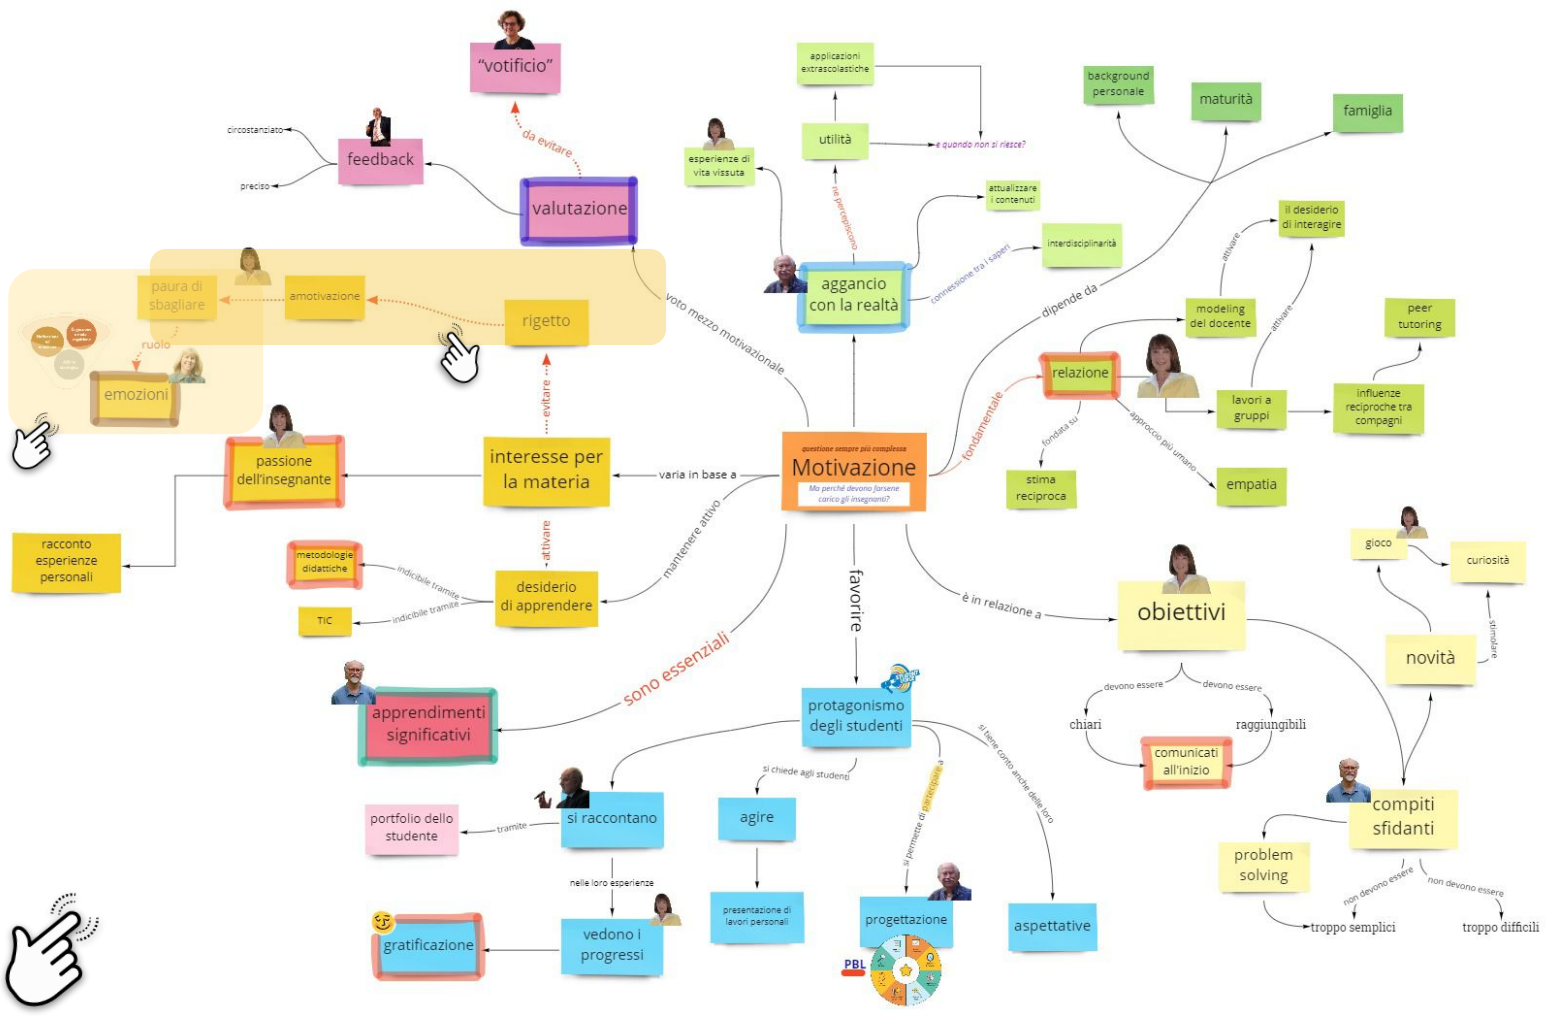 “votificio”
da evitare
circostanziato
feedback
preciso
valutazione
voto mezzo motivazionale
applicazioni
extrascolastiche
utilità
e quando non si riesce?
esperienze di
vita vissuta
ne percepiscono
attualizzare
i contenuti
interdisciplinarità
connessione tra i saperi
aggancio
con la realtà
background
personale
maturità
famiglia
dipende da
il desiderio
di interagire
attivare
modeling
del docente
attivare
peer
tutoring
relazione
fondamentale
lavori a
gruppi
influenze
reciproche tra
compagni
fondata su
approccio più umano
stima
reciproca
empatia
paura di
sbagliare
amotivazione
rigetto
ruolo
emozioni
evitare
passione
dell’insegnante
interesse per
la materia
varia in base a
questione sempre più complessa
Motivazione
Ma perché devono farsene
carico gli insegnanti?
racconto
esperienze
personali
metodologie
didattiche
indicibile tramite
TIC
indicibile tramite
attivare
desiderio
di apprendere
mantenere attivo
favorire
sono essenziali
apprendimenti
significativi
è in relazione a
obiettivi
gioco
curiosità
novità
stimolare
devono essere
devono essere
chiari
raggiungibili
comunicati
all'inizio
compiti
sfidanti
problem
solving
non devono essere
non devono essere
troppo semplici
troppo difficili
protagonismo
degli studenti
si chiede agli studenti
si permette di partecipare a
si tiene conto anche delle loro
portfolio dello
studente
tramite
si raccontano
agire
nelle loro esperienze
vedono i
progressi
gratificazione
presentazione di
lavori personali
progettazione
PBL
aspettative